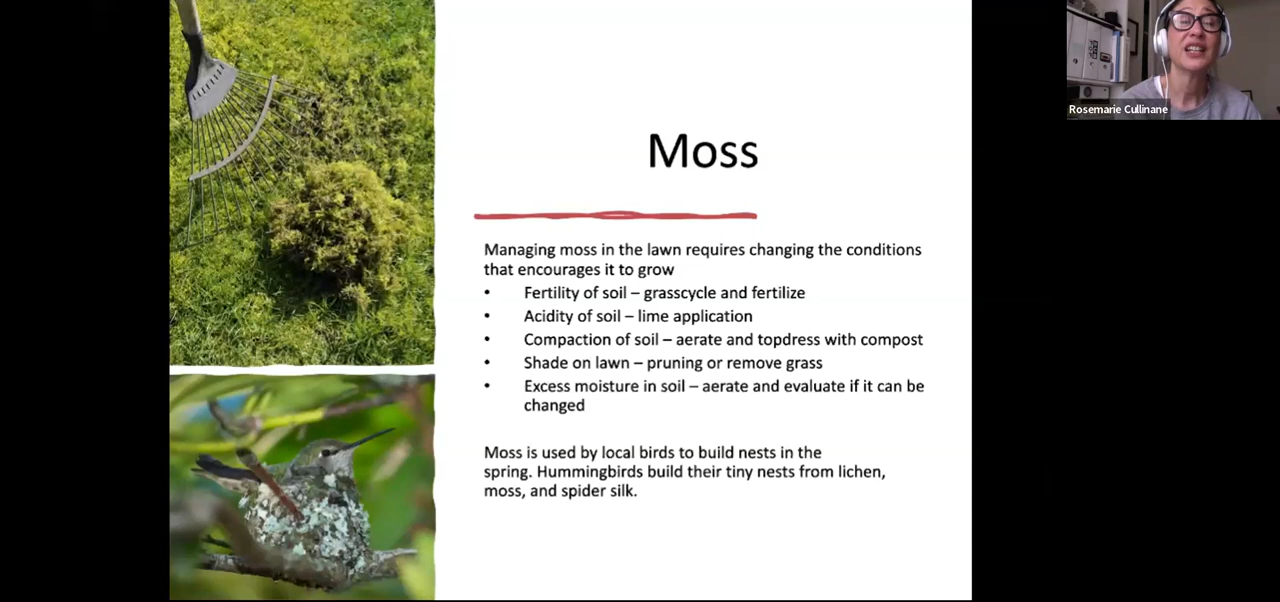 Moss
Managing moss in the lawn requires changing the conditions
that encourages it to grow
• Fertility of soil – grasscycle and fertilize
• Acidity of soil – lime application
• Compaction of soil – aerate and topdress with compost
• Shade on lawn – pruning or remove grass
• Excess moisture in soil – aerate and evaluate if it can be
changed
Moss is used by local birds to build nests in the
spring. Hummingbirds build their tiny nests from lichen,
moss, and spider silk.
Rosemarie Cullinane